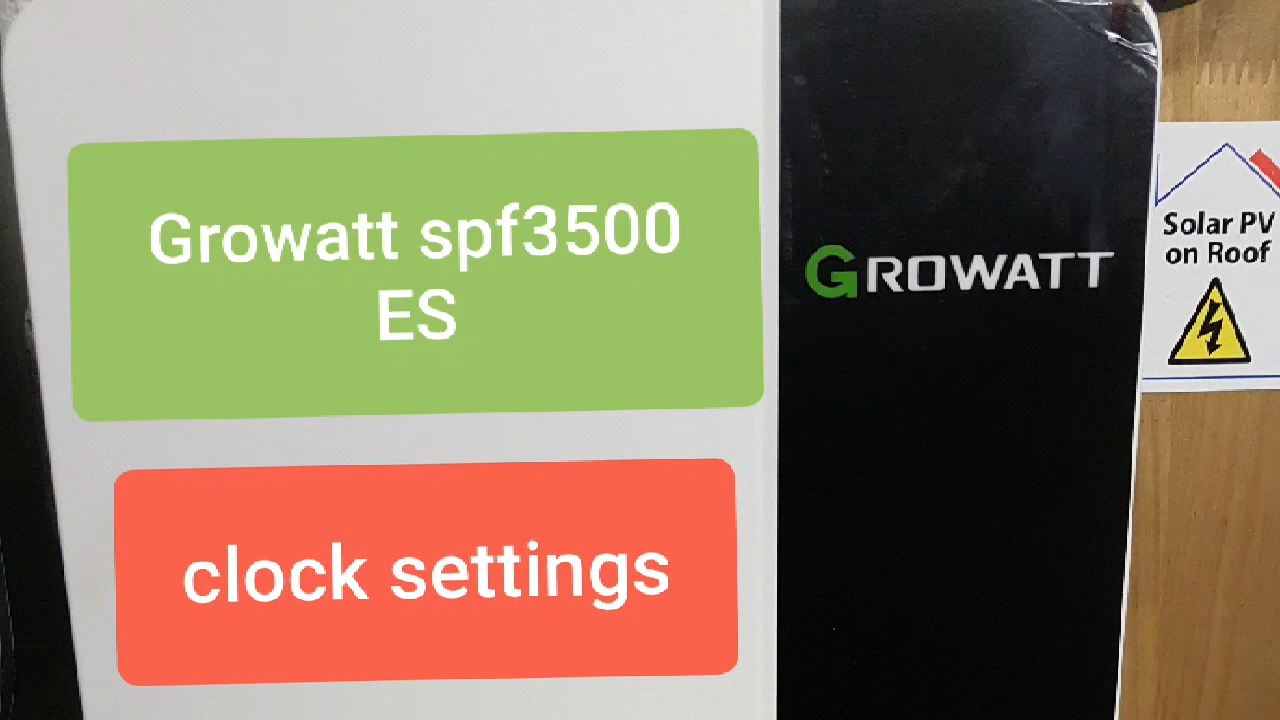 Growatt spf3500
ES
clock settings
GROWATT
Solar PV
on Roof